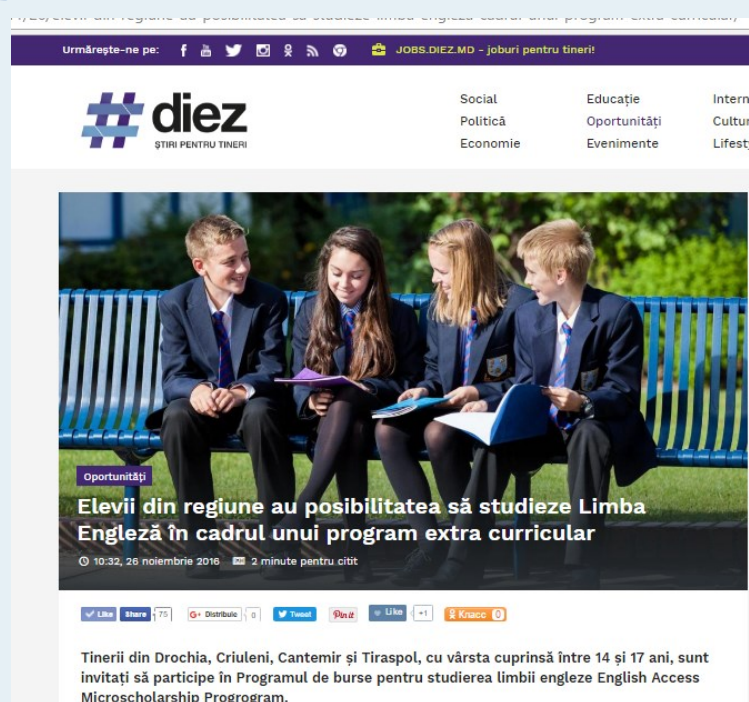 Urmărește-ne pe:
JOBS.DIEZ.MD - joburi pentru tineri!
#diez
ȘTIRI PENTRU TINERI
Social Educație
Politică Oportunități
Economie Evenimente
Oportunități
Elevii din regiune au posibilitatea să studieze Limba
Engleză în cadrul unui program extra curricular
10:32, 26 noiembrie 2016 2 minute pentru citit
Like Share 75 G+ Distribuie 0 Tweet Pin it Like +1 Класс 0
Tinerii din Drochia, Criuleni, Cantemir și Tiraspol, cu vârsta cuprinsă între 14 și 17 ani, sunt
invitați să participe în Programul de burse pentru studierea limbii engleze English Access
Microscholarship Progrogram.